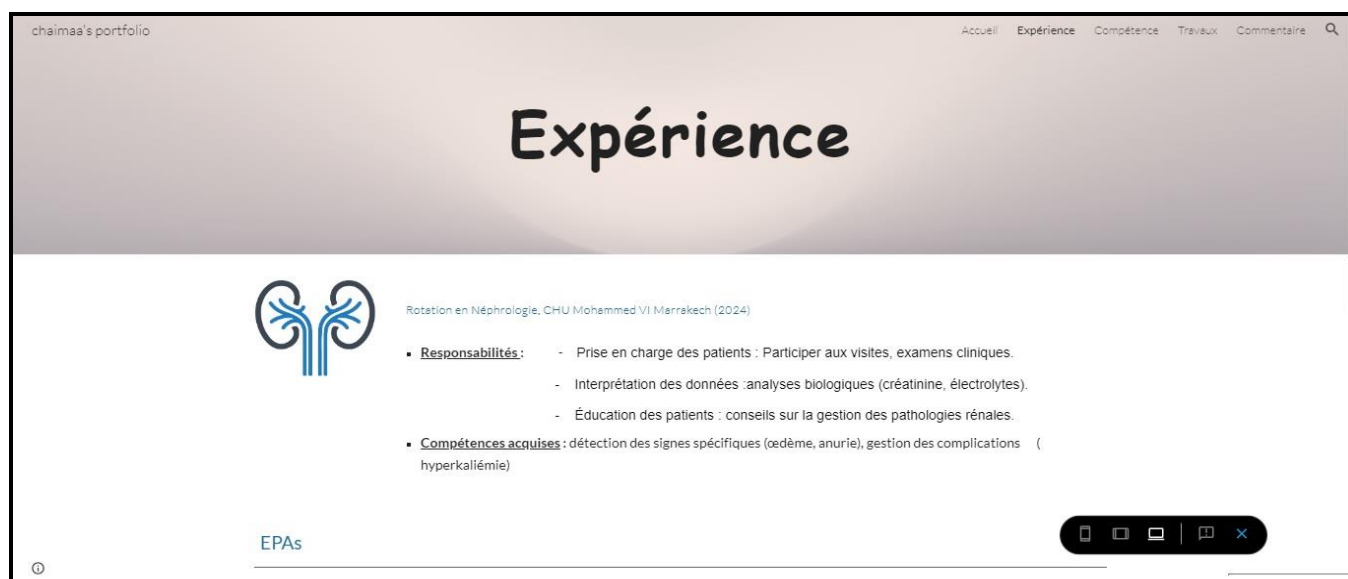 chaimaa's portfolio
Accueil Expérience Compétence Travaux Commentaire
Expérience
Rotation en Néphrologie, CHU Mohammed VI Marrakech (2024)
▪ Responsabilités : - Prise en charge des patients : Participer aux visites, examens cliniques.
- Interprétation des données :analyses biologiques (créatinine, électrolytes).
- Éducation des patients : conseils sur la gestion des pathologies rénales.
▪ Compétences acquises : détection des signes spécifiques (œdème, anurie), gestion des complications (
hyperkaliémie)
EPAs